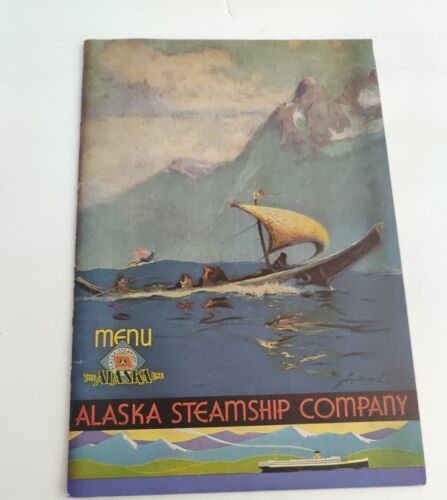 MENU
THE ALASKA LINE
ALASKA STEAMSHIP COMPANY